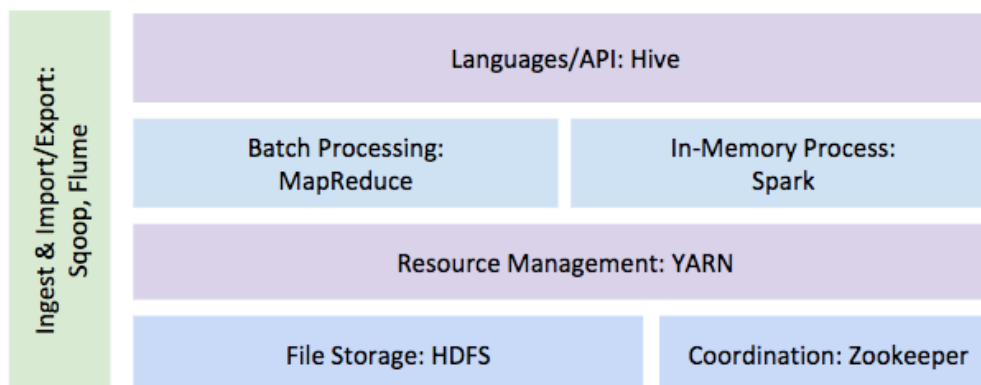 Ingest & Import/Export:
Sqoop, Flume
Languages/API: Hive
Batch Processing:
MapReduce
In-Memory Process:
Spark
Resource Management: YARN
File Storage: HDFS
Coordination: Zookeeper